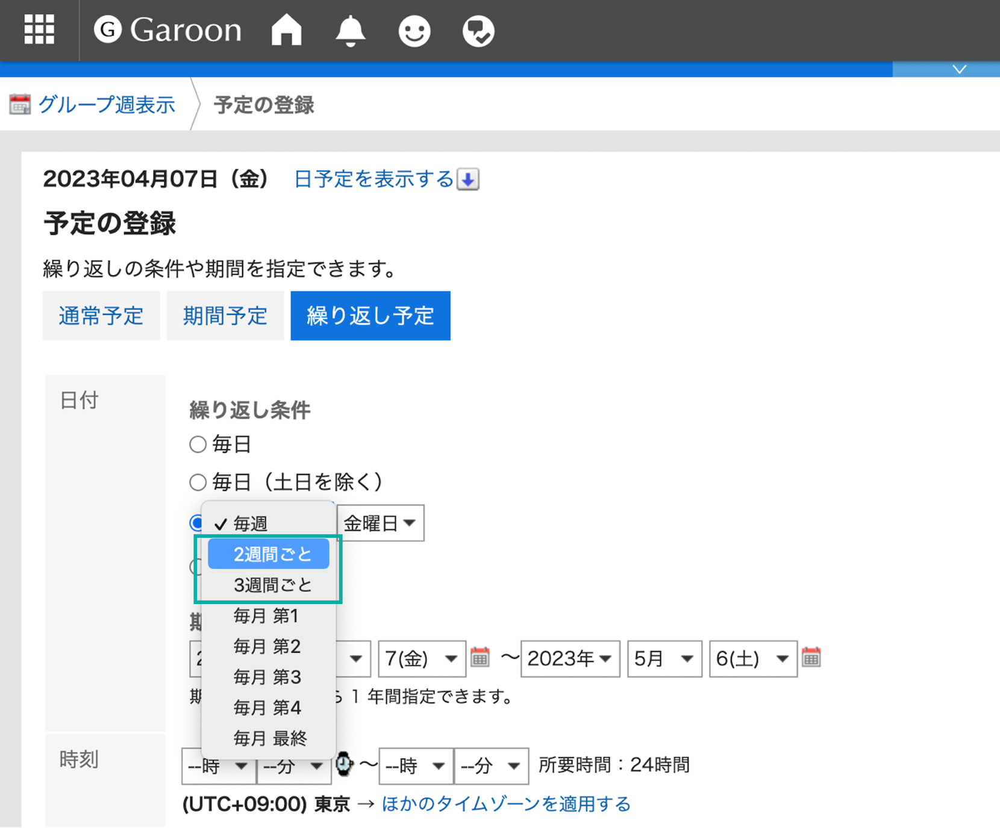 G Garoon
グループ週表示 予定の登録
2023年04月07日（金） 日予定を表示する
予定の登録
繰り返しの条件や期間を指定できます。
通常予定 期間予定 繰り返し予定
日付
繰り返し条件
毎日
毎日（土日を除く）
✓ 毎週 金曜日
2週間ごと
3週間ごと
毎月 第1
毎月 第2
毎月 第3
毎月 第4
毎月 最終
期
2 7(金) 〜 2023年 5月 6(土)
期 ら 1 年間指定できます。
時刻
--時 --分 〜 --時 --分 所要時間：24時間
(UTC+09:00) 東京 → ほかのタイムゾーンを適用する